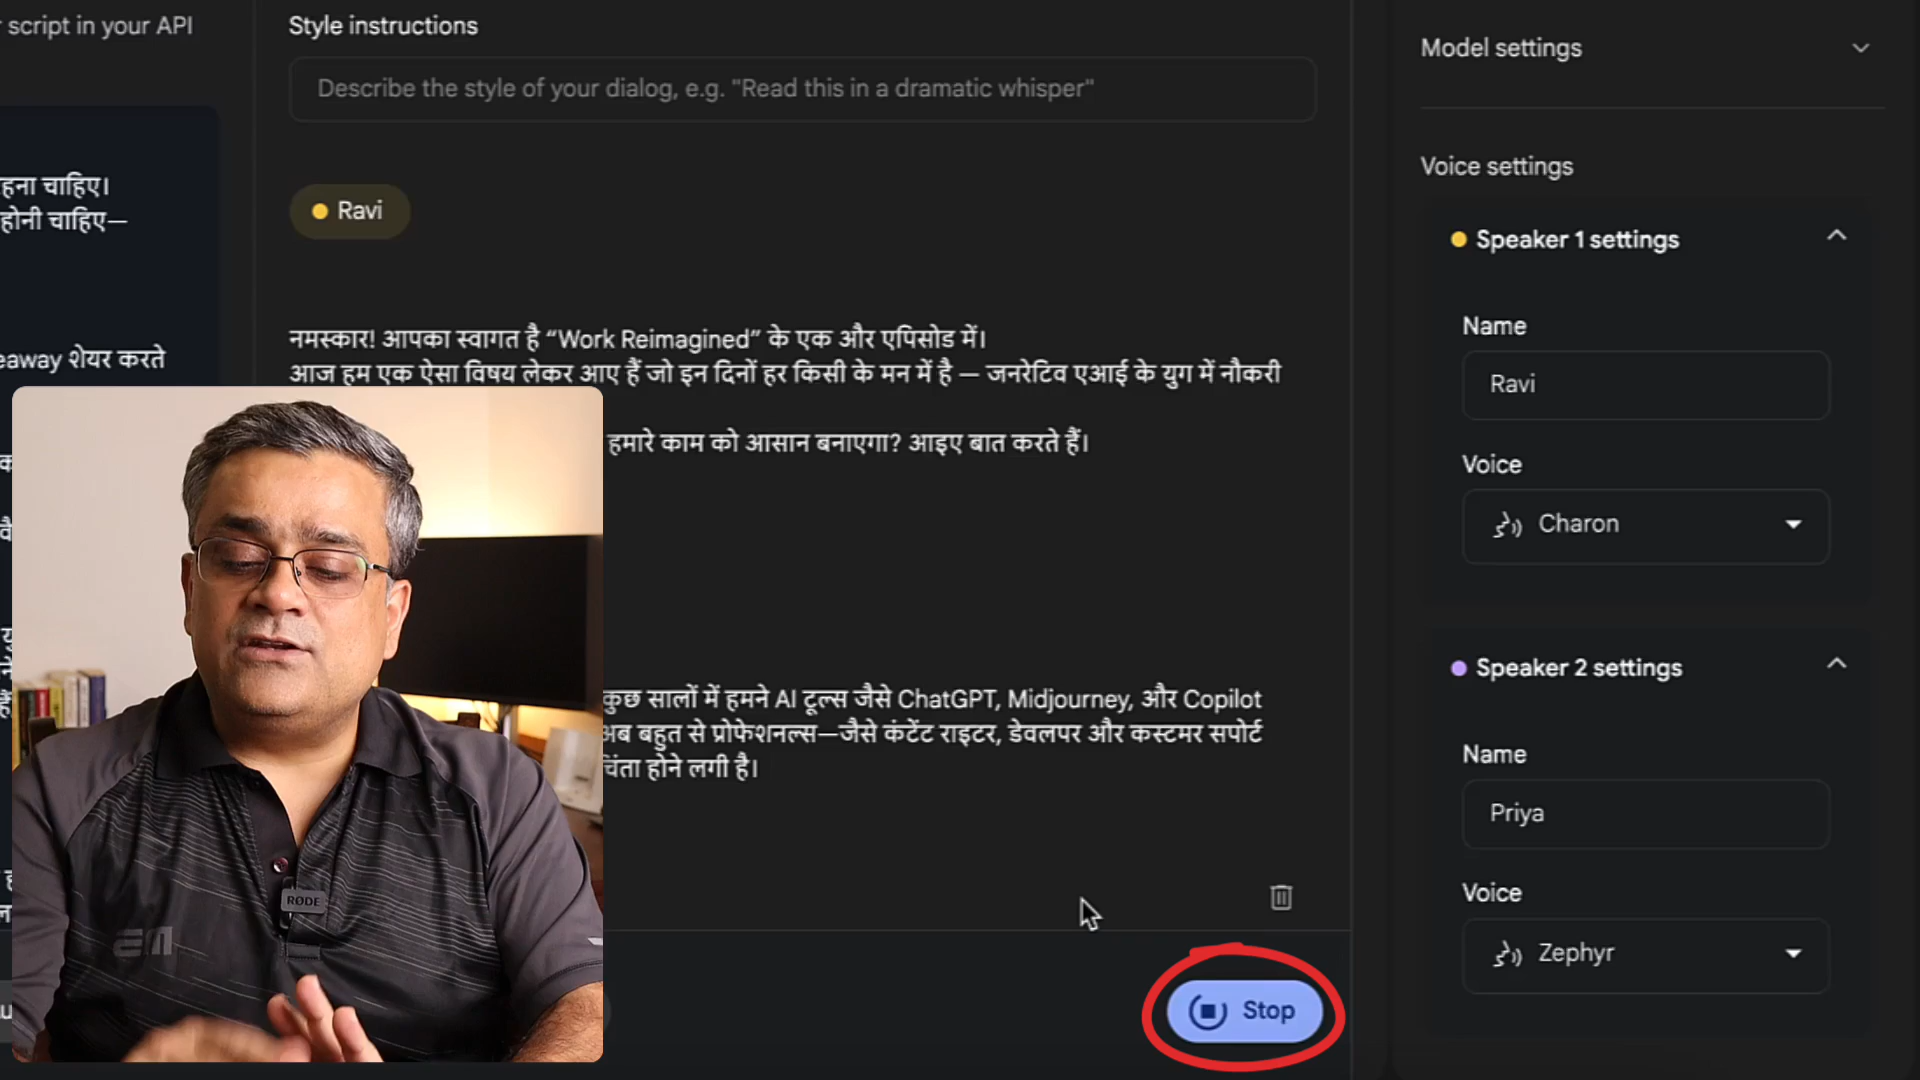 script in your API
हना चाहिए।
होनी चाहिए—
eaway शेयर करते
Style instructions
Describe the style of your dialog, e.g. "Read this in a dramatic whisper"
Ravi
नमस्कार! आपका स्वागत है “Work Reimagined” के एक और एपिसोड में।
आज हम एक ऐसा विषय लेकर आए हैं जो इन दिनों हर किसी के मन में है — जनरेटिव एआई के युग में नौकरी
हमारे काम को आसान बनाएगा? आइए बात करते हैं।
कुछ सालों में हमने AI टूल्स जैसे ChatGPT, Midjourney, और Copilot
अब बहुत से प्रोफेशनल्स—जैसे कंटेंट राइटर, डेवलपर और कस्टमर सपोर्ट
चिंता होने लगी है।
RØDE
Stop
Model settings
Voice settings
Speaker 1 settings
Name
Ravi
Voice
Charon
Speaker 2 settings
Name
Priya
Voice
Zephyr